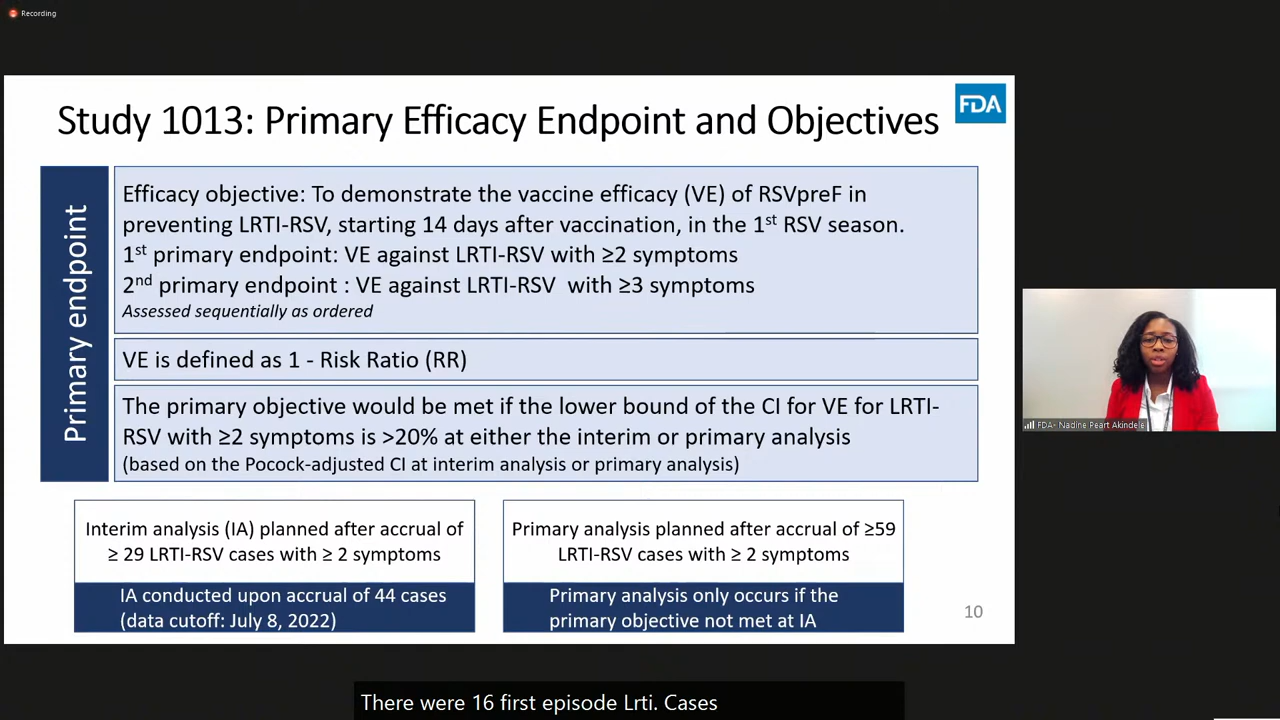 Recording
Study 1013: Primary Efficacy Endpoint and Objectives
FDA
Primary endpoint
Efficacy objective: To demonstrate the vaccine efficacy (VE) of RSVpreF in
preventing LRTI-RSV, starting 14 days after vaccination, in the 1st RSV season.
1st primary endpoint: VE against LRTI-RSV with ≥2 symptoms
2nd primary endpoint : VE against LRTI-RSV with ≥3 symptoms
Assessed sequentially as ordered
VE is defined as 1 - Risk Ratio (RR)
The primary objective would be met if the lower bound of the CI for VE for LRTI-
RSV with ≥2 symptoms is >20% at either the interim or primary analysis
(based on the Pocock-adjusted CI at interim analysis or primary analysis)
Interim analysis (IA) planned after accrual of
≥ 29 LRTI-RSV cases with ≥ 2 symptoms
IA conducted upon accrual of 44 cases
(data cutoff: July 8, 2022)
Primary analysis planned after accrual of ≥59
LRTI-RSV cases with ≥ 2 symptoms
Primary analysis only occurs if the
primary objective not met at IA
10
FDA- Nadine Peart Akindele
There were 16 first episode Lrti. Cases